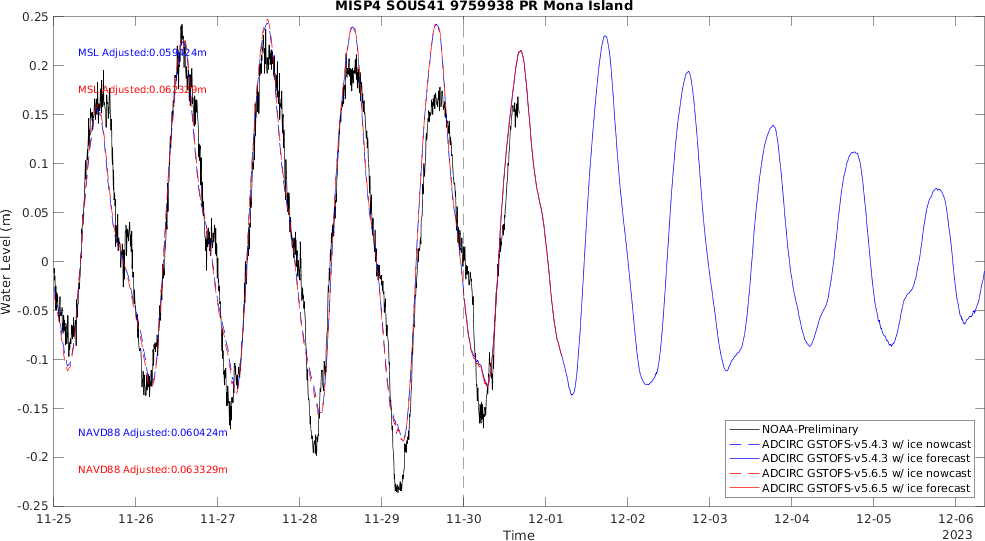 MISP4 SOUS41 9759938 PR Mona Island
0.25
0.2
0.15
0.1
0.05
0
-0.05
-0.1
-0.15
-0.2
-0.25
Water Level (m)
MSL Adjusted:0.059424m
MSL Adjusted:0.062329m
NAVD88 Adjusted:0.060424m
NAVD88 Adjusted:0.063329m
NOAA-Preliminary
ADCIRC GSTOFS-v5.4.3 w/ ice nowcast
ADCIRC GSTOFS-v5.4.3 w/ ice forecast
ADCIRC GSTOFS-v5.6.5 w/ ice nowcast
ADCIRC GSTOFS-v5.6.5 w/ ice forecast
11-25 11-26 11-27 11-28 11-29 11-30 12-01 12-02 12-03 12-04 12-05 12-06
Time
2023